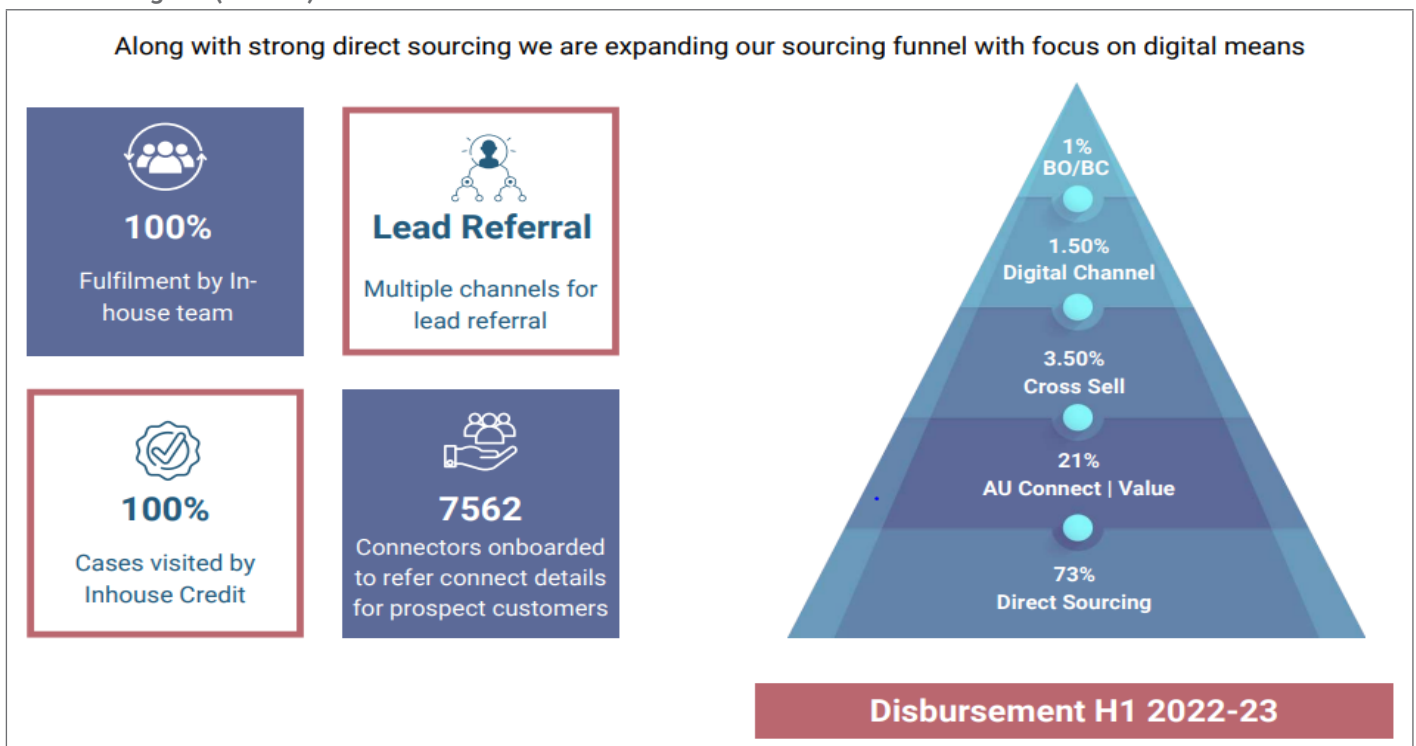 Along with strong direct sourcing we are expanding our sourcing funnel with focus on digital means
100%
Fulfilment by In-
house team
Lead Referral
Multiple channels for
lead referral
100%
Cases visited by
Inhouse Credit
7562
Connectors onboarded
to refer connect details
for prospect customers
1%
BO/BC
1.50%
Digital Channel
3.50%
Cross Sell
21%
AU Connect | Value
73%
Direct Sourcing
Disbursement H1 2022-23